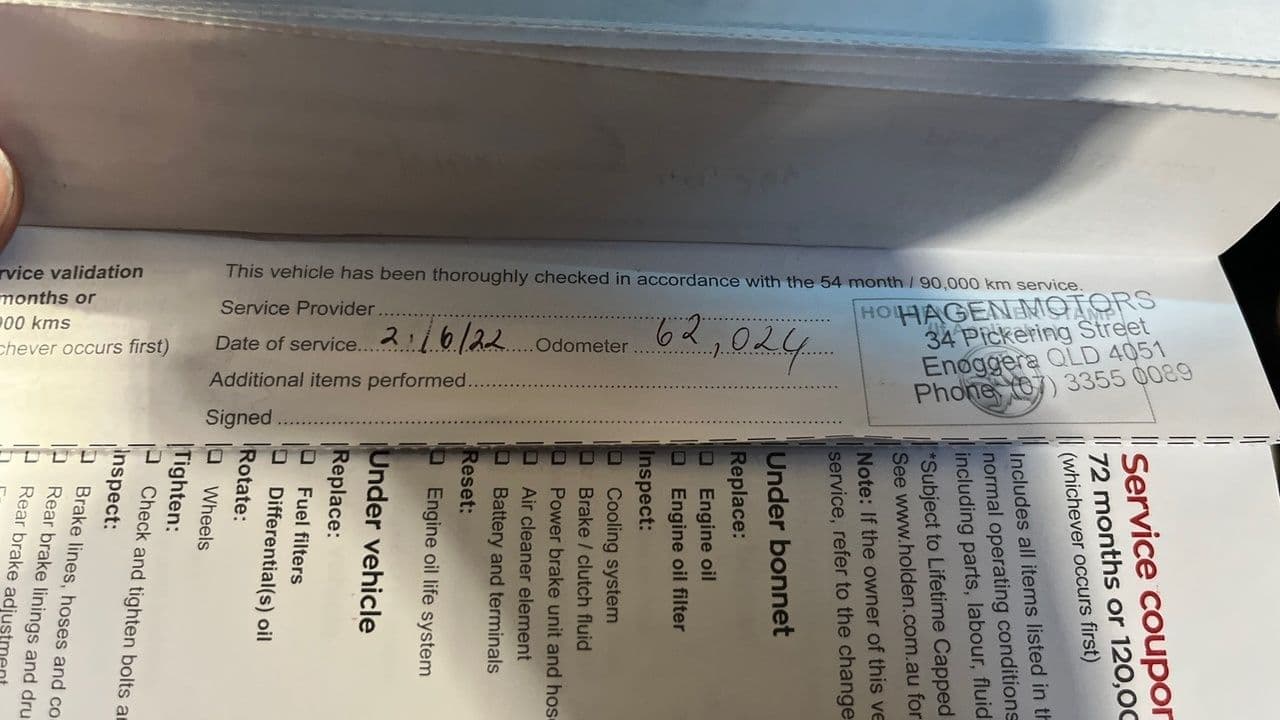 rvice validation
months or
000 kms
chever occurs first)
This vehicle has been thoroughly checked in accordance with the 54 month / 90,000 km service.
Service Provider
Date of service 2/6/22 Odometer 62,024
Additional items performed
Signed
HAGEN MOTORS
34 Pickering Street
Enoggera QLD 4051
Phone (07) 3355 0089
Service coupon
72 months or 120,00
(whichever occurs first)
Includes all items listed in th
normal operating conditions
including parts, labour, fluid
*Subject to Lifetime Capped
See www.holden.com.au for
Note: If the owner of this ve
service, refer to the change
Under bonnet
Replace:
Engine oil
Engine oil filter
Inspect:
Cooling system
Brake / clutch fluid
Power brake unit and hose
Air cleaner element
Battery and terminals
Reset:
Engine oil life system
Under vehicle
Replace:
Fuel filters
Differential(s) oil
Rotate:
Wheels
Tighten:
Check and tighten bolts a
Inspect:
Brake lines, hoses and co
Rear brake linings and dru
Rear brake adjustment